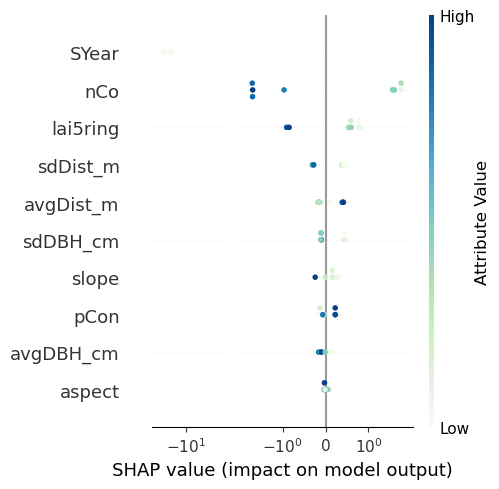 High
SYear
nCo
lai5ring
sdDist_m
avgDist_m
sdDBH_cm
slope
pCon
avgDBH_cm
aspect
Attribute Value
Low
−10¹ −10⁰ 0 10⁰
SHAP value (impact on model output)